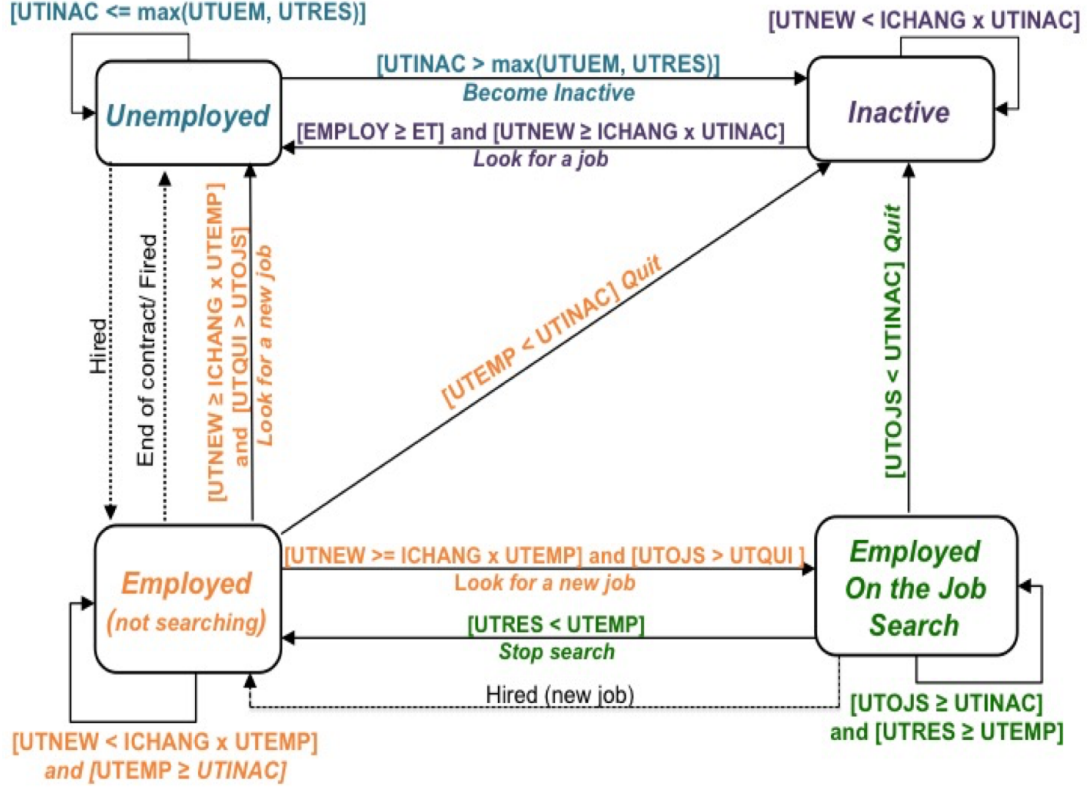 [UTINAC <= max(UTUEM, UTRES)]
[UTNEW < ICHANG x UTINAC]
Unemployed
[UTINAC > max(UTUEM, UTRES)]
Become Inactive
[EMPLOY ≥ ET] and [UTNEW ≥ ICHANG x UTINAC]
Look for a job
Inactive
Hired
End of contract/ Fired
[UTNEW ≥ ICHANG x UTEMP]
and [UTQUI > UTOJS]
Look for a new job
[UTEMP < UTINAC] Quit
[UTOJS < UTINAC] Quit
Employed
(not searching)
[UTNEW >= ICHANG x UTEMP] and [UTOJS > UTQUI ]
Look for a new job
[UTRES < UTEMP]
Stop search
Hired (new job)
Employed
On the Job
Search
[UTNEW < ICHANG x UTEMP]
and [UTEMP ≥ UTINAC]
[UTOJS ≥ UTINAC]
and [UTRES ≥ UTEMP]